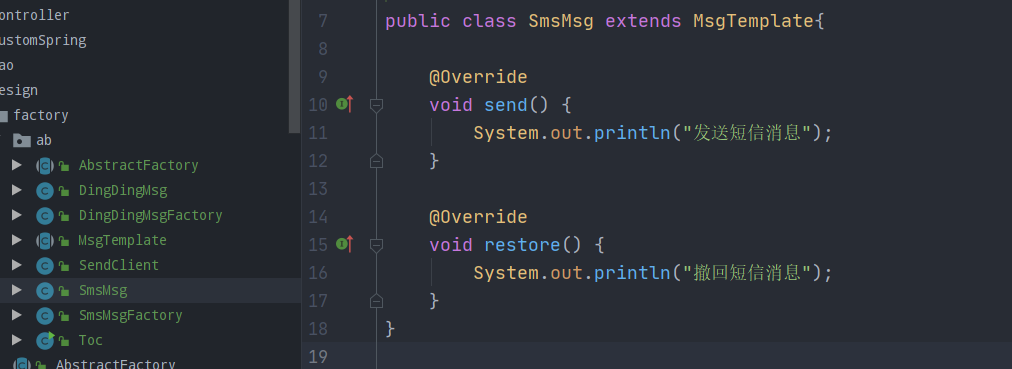 ontroller
ustomSpring
ao
esign
factory
ab
AbstractFactory
DingDingMsg
DingDingMsgFactory
MsgTemplate
SendClient
SmsMsg
SmsMsgFactory
Toc
AbstractFactory
7 public class SmsMsg extends MsgTemplate{
8
9 @Override
10 void send() {
11 System.out.println("发送短信消息");
12 }
13
14 @Override
15 void restore() {
16 System.out.println("撤回短信消息");
17 }
18 }
19